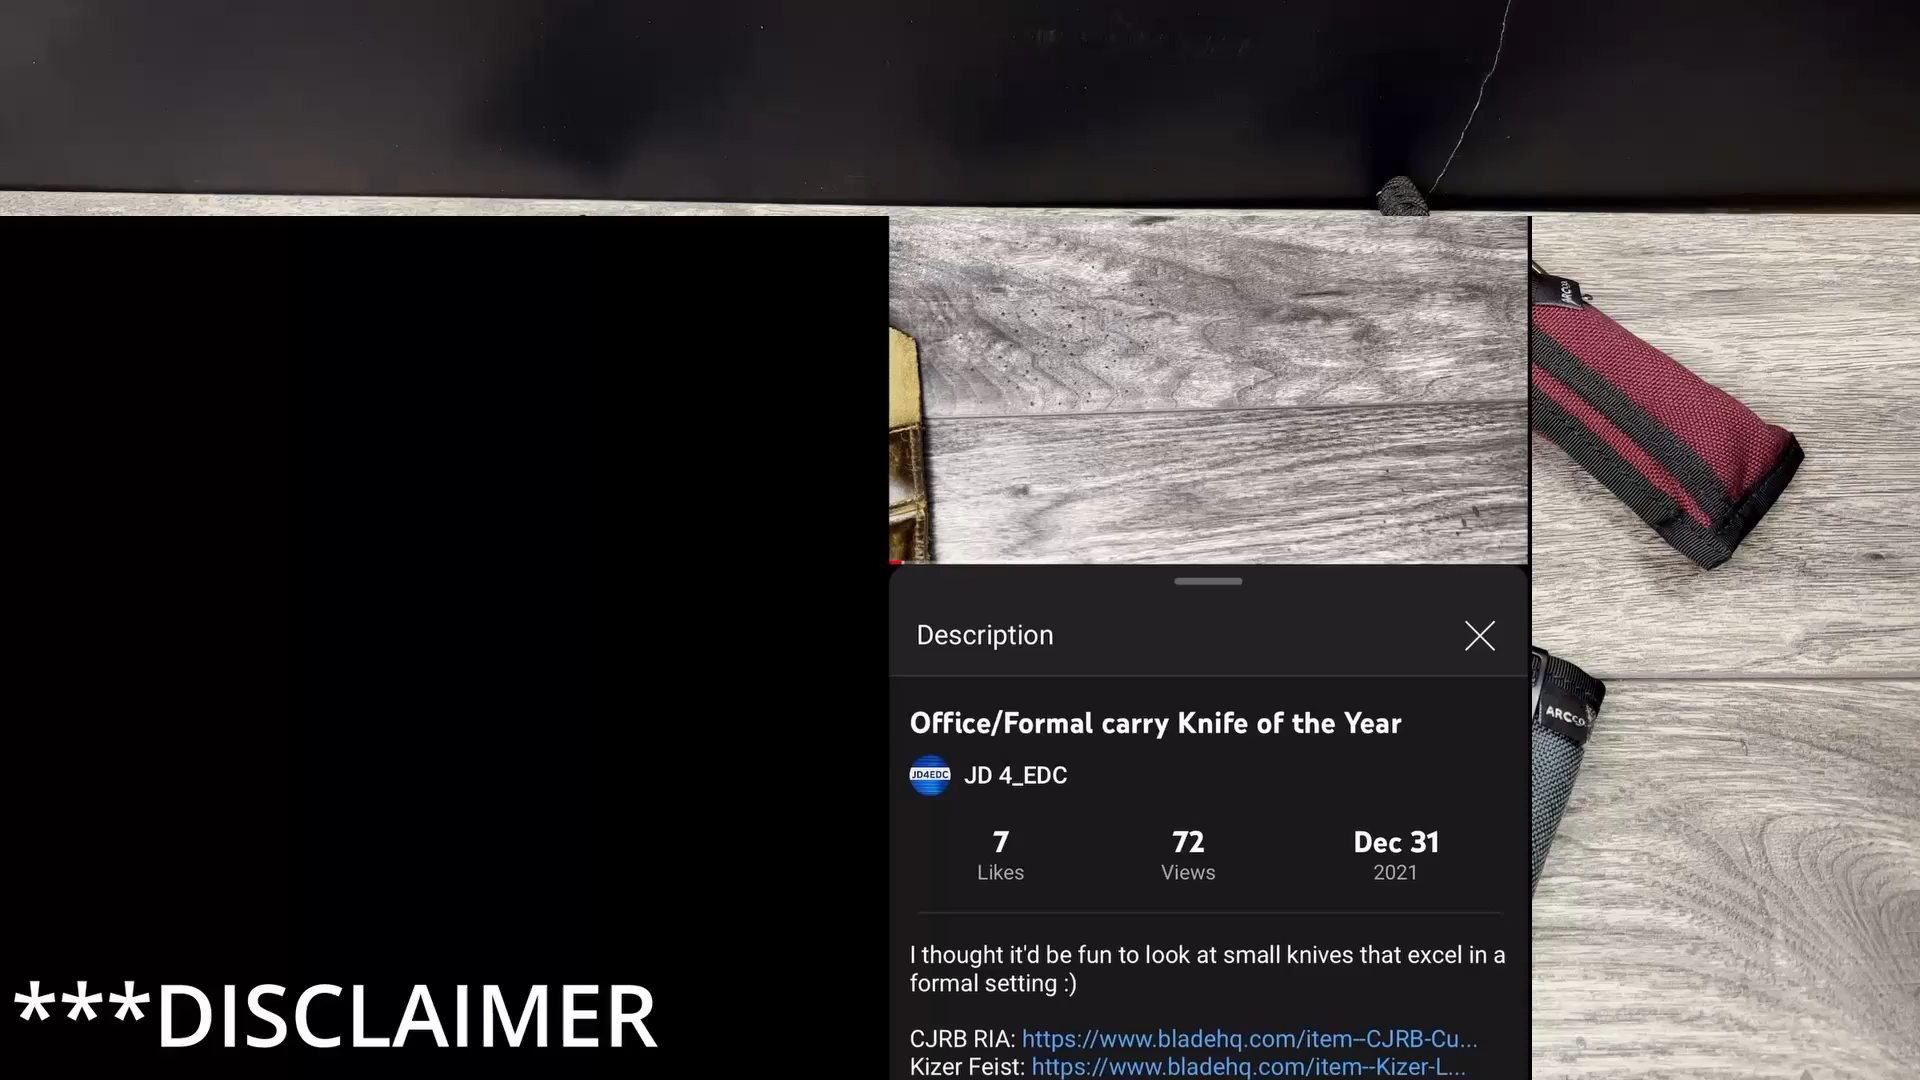 ARCCO
Description
Office/Formal carry Knife of the Year
JD4EDC
JD 4_EDC
7
72
Dec 31
Likes
Views
2021
ARCCO
I thought it'd be fun to look at small knives that excel in a
formal setting :)
CJRB RIA: https://www.bladehq.com/item--CJRB-Cu...
Kizer Feist: https://www.bladehq.com/item--Kizer-L...
***DISCLAIMER